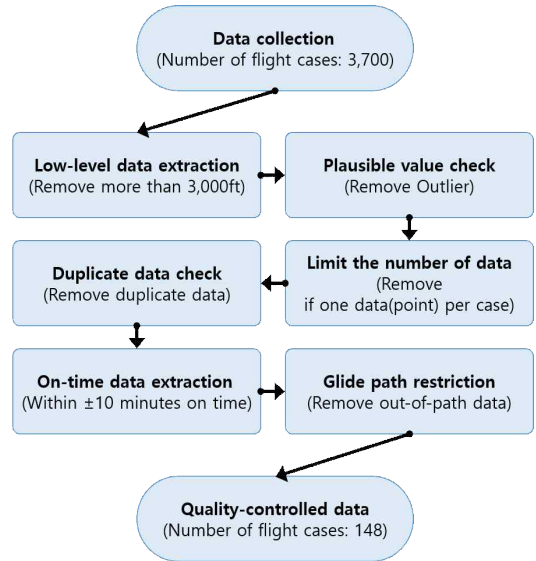 Data collection
(Number of flight cases: 3,700)
Low-level data extraction
(Remove more than 3,000ft)
Plausible value check
(Remove Outlier)
Limit the number of data
(Remove
if one data(point) per case)
Duplicate data check
(Remove duplicate data)
On-time data extraction
(Within ±10 minutes on time)
Glide path restriction
(Remove out-of-path data)
Quality-controlled data
(Number of flight cases: 148)